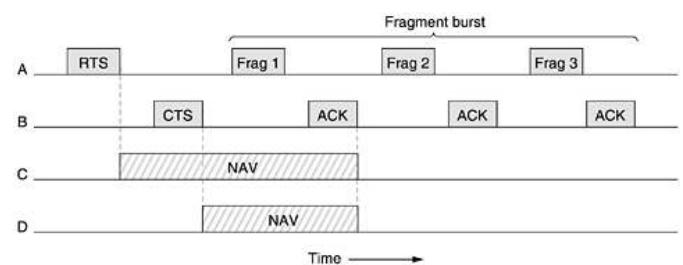 Fragment burst
A RTS Frag 1 Frag 2 Frag 3
B CTS ACK ACK ACK
C NAV
D NAV
Time